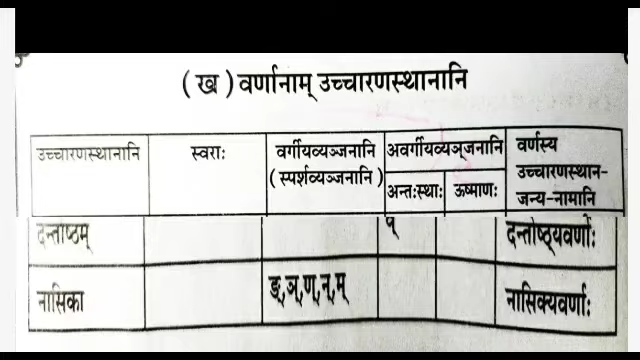 ( ख ) वर्णानाम् उच्चारणस्थानानि
उच्चारणस्थानानि स्वराः वर्गीयव्यञ्जनानि अवर्गीयव्यञ्जनानि वर्णस्य
( स्पर्शव्यञ्जनानि ) अन्तःस्थाः ऊष्माणः उच्चारणस्थान-
जन्य-नामानि
दन्तोष्ठम् दन्तोष्ठ्यवर्णाः
नासिका ङ्,ञ्,ण्,न्,म् नासिक्यवर्णाः